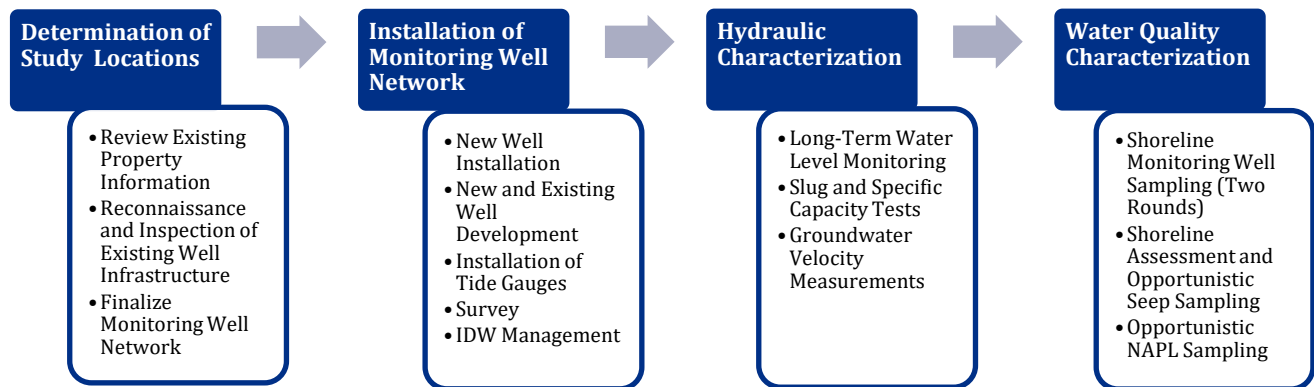 Determination of
Study Locations
• Review Existing
Property
Information
• Reconnaissance
and Inspection of
Existing Well
Infrastructure
• Finalize
Monitoring Well
Network
Installation of
Monitoring Well
Network
• New Well
Installation
• New and Existing
Well
Development
• Installation of
Tide Gauges
• Survey
• IDW Management
Hydraulic
Characterization
• Long-Term Water
Level Monitoring
• Slug and Specific
Capacity Tests
• Groundwater
Velocity
Measurements
Water Quality
Characterization
• Shoreline
Monitoring Well
Sampling (Two
Rounds)
• Shoreline
Assessment and
Opportunistic
Seep Sampling
• Opportunistic
NAPL Sampling